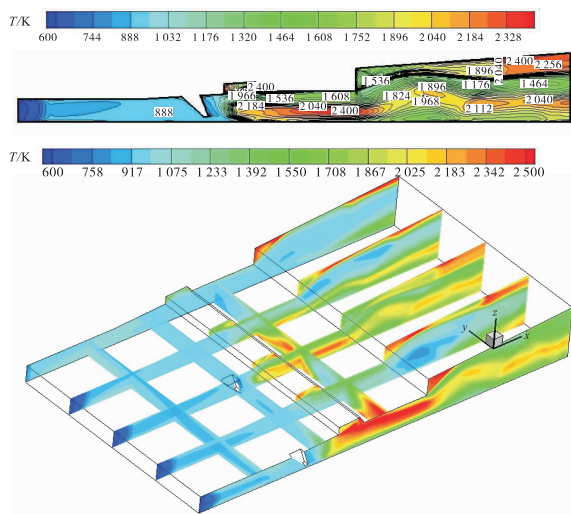 T/K
600 744 888 1 032 1 176 1 320 1 464 1 608 1 752 1 896 2 040 2 184 2 328
2 400 1 896 2 040 2 400 2 256
1 966 1 536 1 608 1 536 1 896 1 176 1 464
888 2 184 2 040 2 400 1 824 1 968 2 112 2 040
T/K
600 758 917 1 075 1 233 1 392 1 550 1 708 1 867 2 025 2 183 2 342 2 500
z
y
x